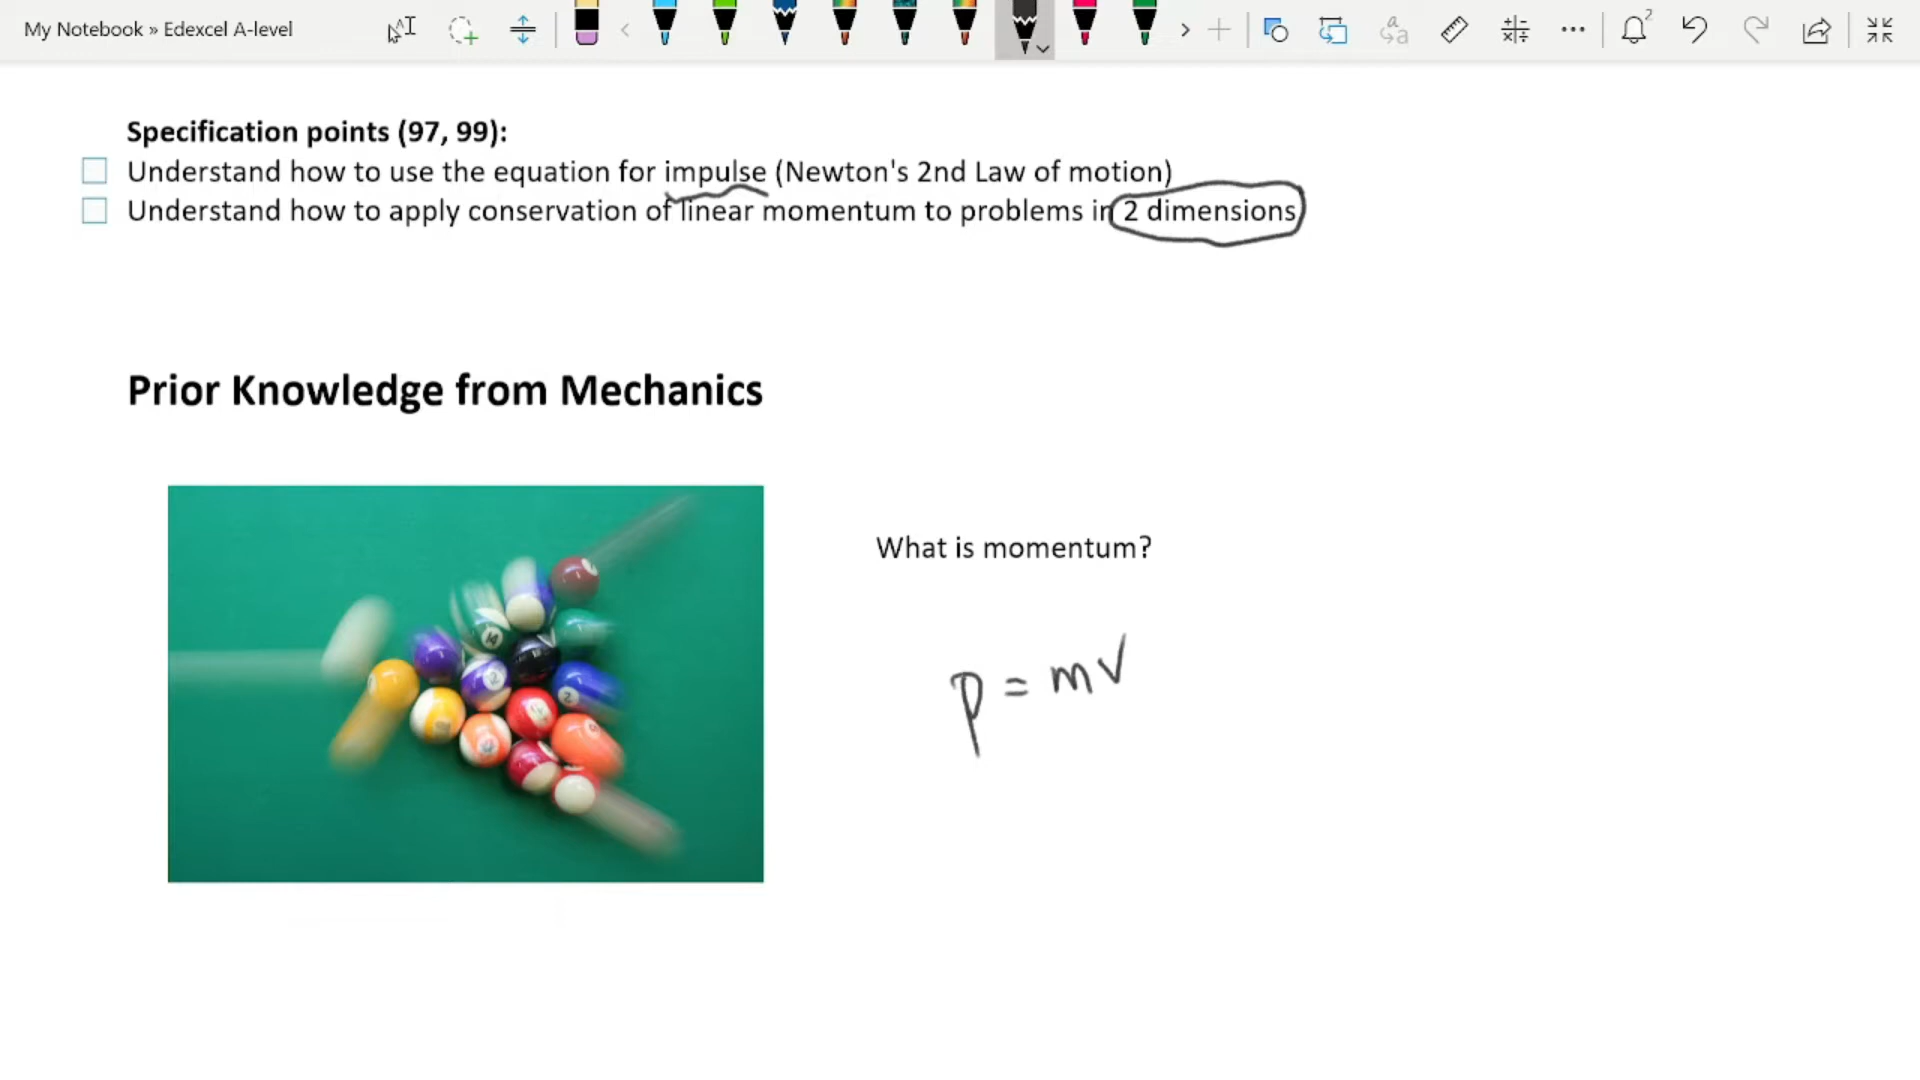 My Notebook » Edexcel A-level
Specification points (97, 99):
Understand how to use the equation for impulse (Newton's 2nd Law of motion)
Understand how to apply conservation of linear momentum to problems in 2 dimensions
Prior Knowledge from Mechanics
What is momentum?
p = mv